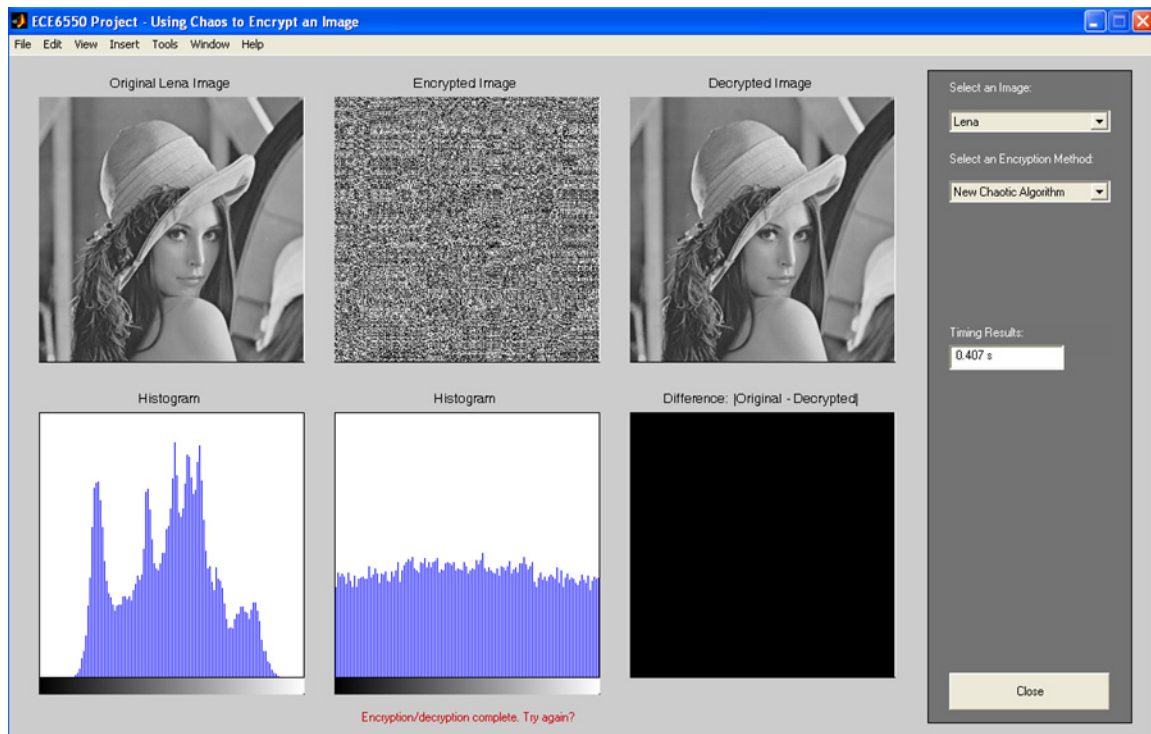 ECE6550 Project - Using Chaos to Encrypt an Image
File Edit View Insert Tools Window Help
Original Lena Image
Encrypted Image
Decrypted Image
Select an Image:
Lena
Select an Encryption Method:
New Chaotic Algorithm
Timing Results:
0.407 s
Histogram
Histogram
Difference: |Original - Decrypted|
Close
Encryption/decryption complete. Try again?